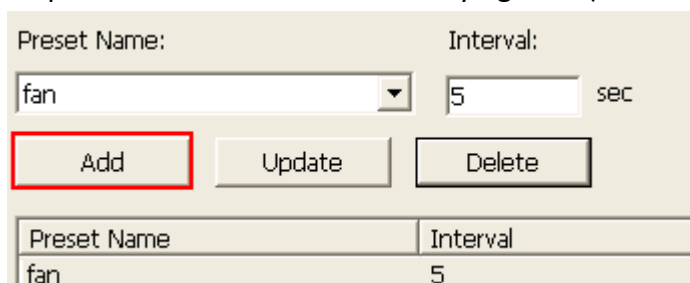 Preset Name: Interval:
fan 5 sec
Add Update Delete
Preset Name Interval
fan 5